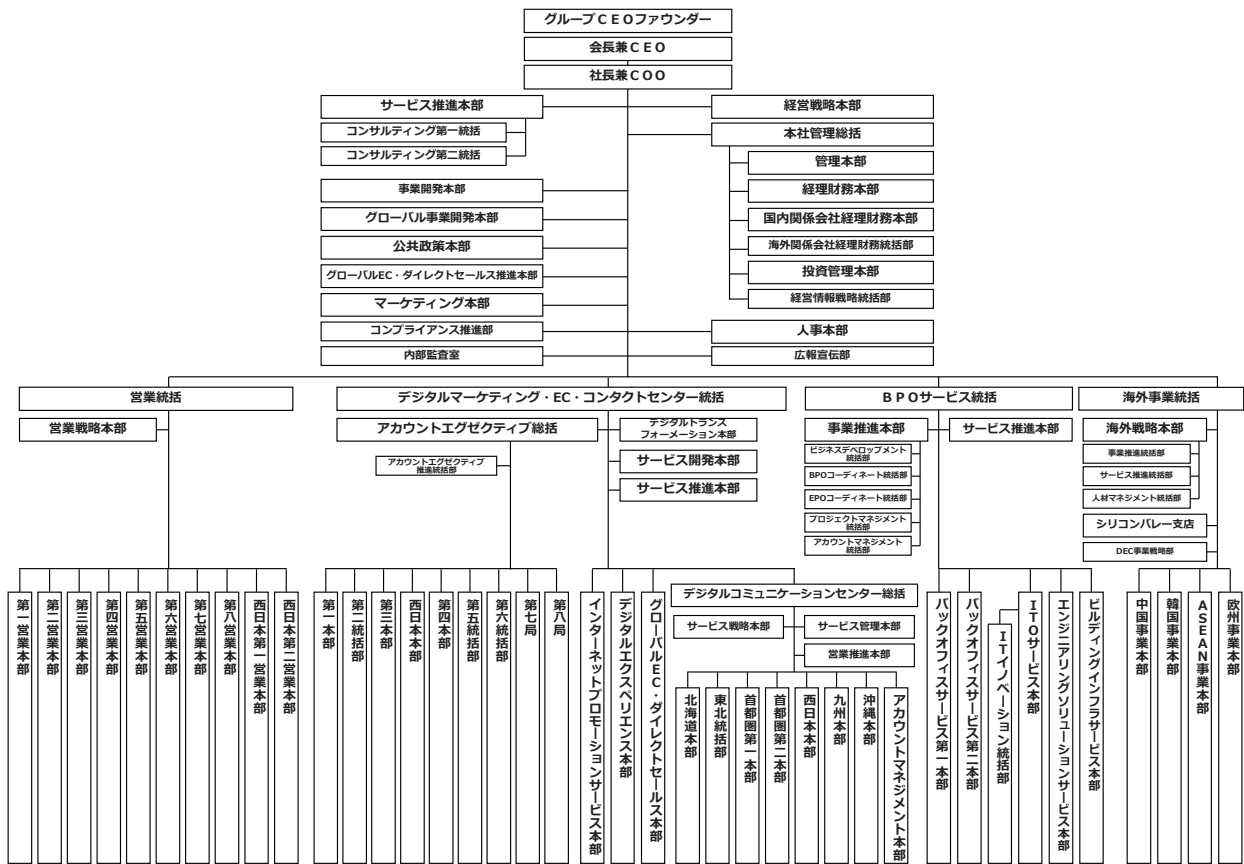 グループＣＥＯファウンダー
会長兼ＣＥＯ
社長兼ＣＯＯ
サービス推進本部
コンサルティング第一統括
コンサルティング第二統括
事業開発本部
グローバル事業開発本部
公共政策本部
グローバルEC・ダイレクトセールス推進本部
マーケティング本部
コンプライアンス推進部
内部監査室
経営戦略本部
本社管理総括
管理本部
経理財務本部
国内関係会社経理財務本部
海外関係会社経理財務統括部
投資管理本部
経営情報戦略統括部
人事本部
広報宣伝部
営業統括
営業戦略本部
第一営業本部
第二営業本部
第三営業本部
第四営業本部
第五営業本部
第六営業本部
第七営業本部
第八営業本部
西日本第一営業本部
西日本第二営業本部
デジタルマーケティング・EC・コンタクトセンター統括
アカウントエグゼクティブ総括
アカウントエグゼクティブ
推進統括部
デジタルトランス
フォーメーション本部
サービス開発本部
サービス推進本部
第一本部
第二統括部
第三本部
西日本本部
第四本部
第五統括部
第六統括部
第七局
第八局
インターネットプロモーションサービス本部
デジタルエクスペリエンス本部
グローバルEC・ダイレクトセールス本部
デジタルコミュニケーションセンター総括
サービス戦略本部
サービス管理本部
営業推進本部
北海道本部
東北統括部
首都圏第一本部
首都圏第二本部
西日本本部
九州本部
沖縄本部
アカウントマネジメント本部
ＢＰＯサービス統括
事業推進本部
サービス推進本部
ビジネスデベロップメント
統括部
BPOコーディネート統括部
EPOコーディネート統括部
プロジェクトマネジメント
統括部
アカウントマネジメント
統括部
バックオフィスサービス第一本部
バックオフィスサービス第二本部
ＩＴイノベーション統括部
ＩＴＯサービス本部
エンジニアリングソリューションサービス本部
ビルディングインフラサービス本部
海外事業統括
海外戦略本部
事業推進統括部
サービス推進統括部
人材マネジメント統括部
シリコンバレー支店
DEC事業戦略部
中国事業本部
韓国事業本部
ＡＳＥＡＮ事業本部
欧州事業本部